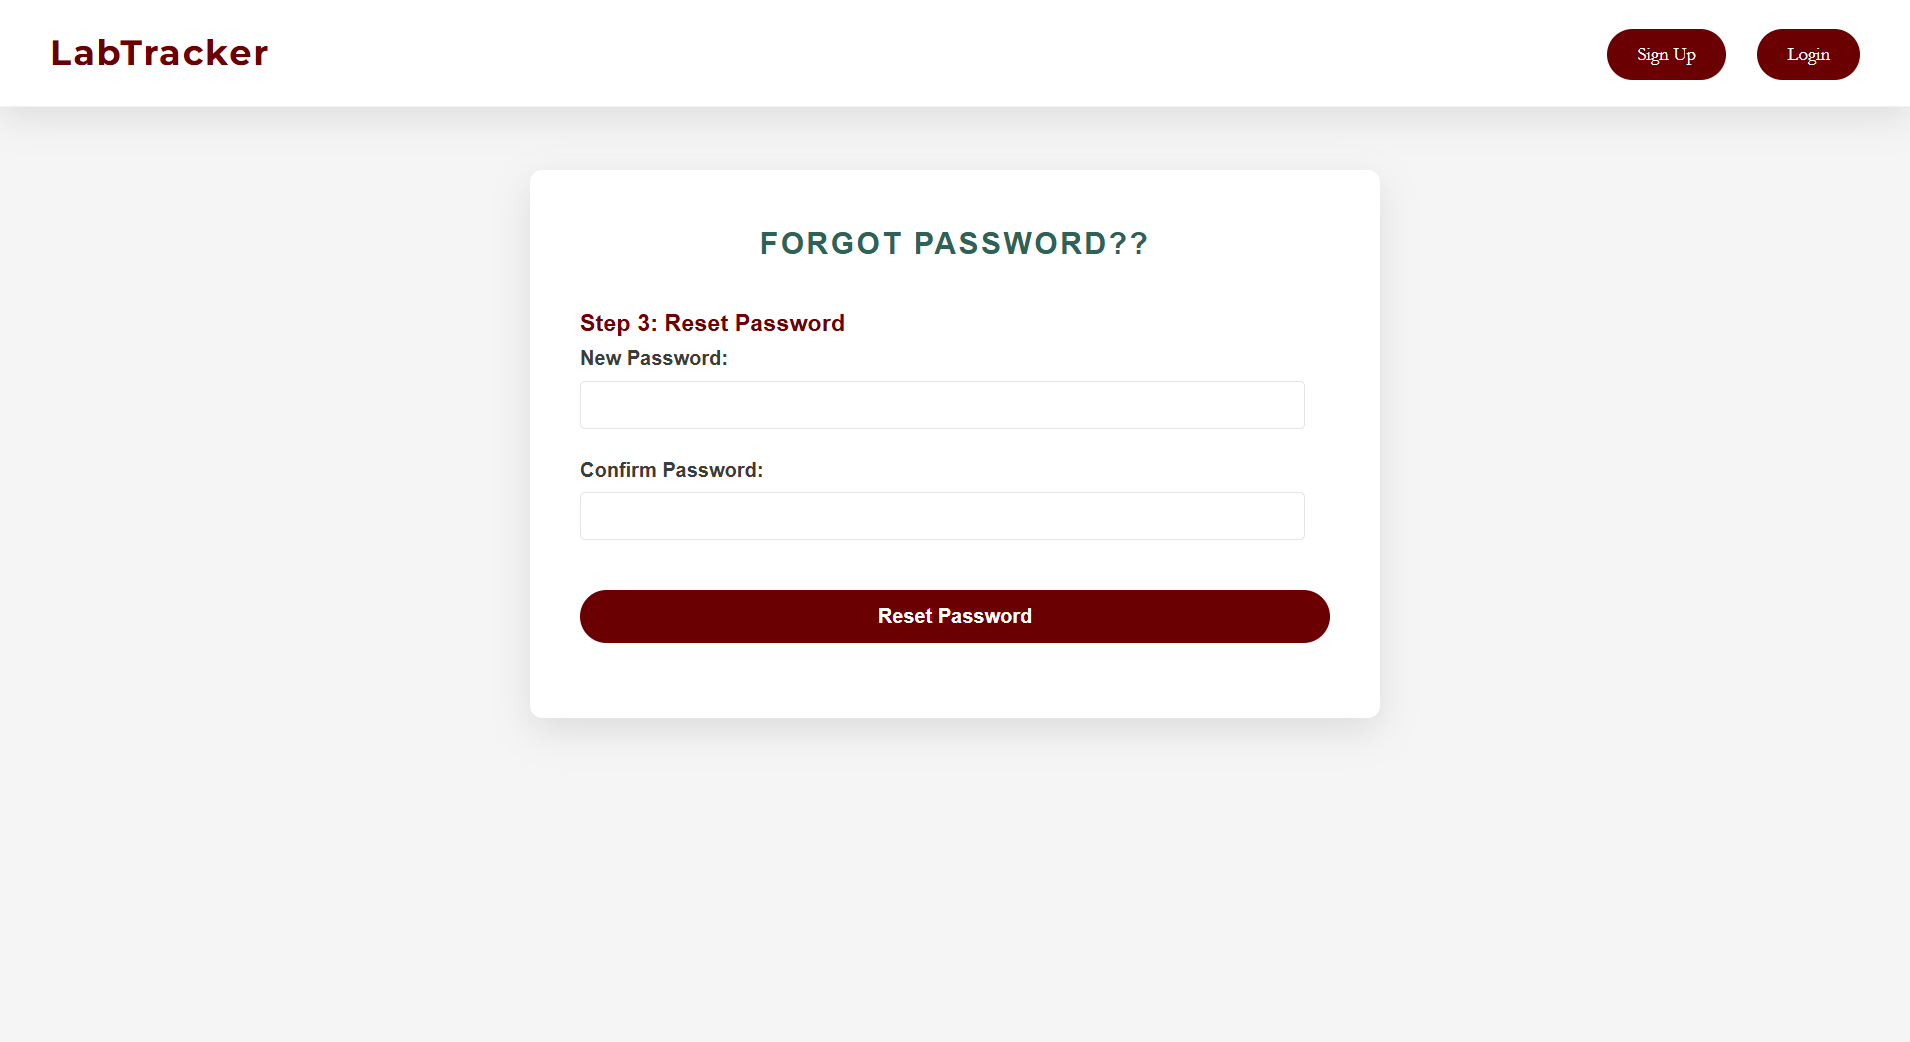 LabTracker
Sign Up
Login
FORGOT PASSWORD??
Step 3: Reset Password
New Password:
Confirm Password:
Reset Password